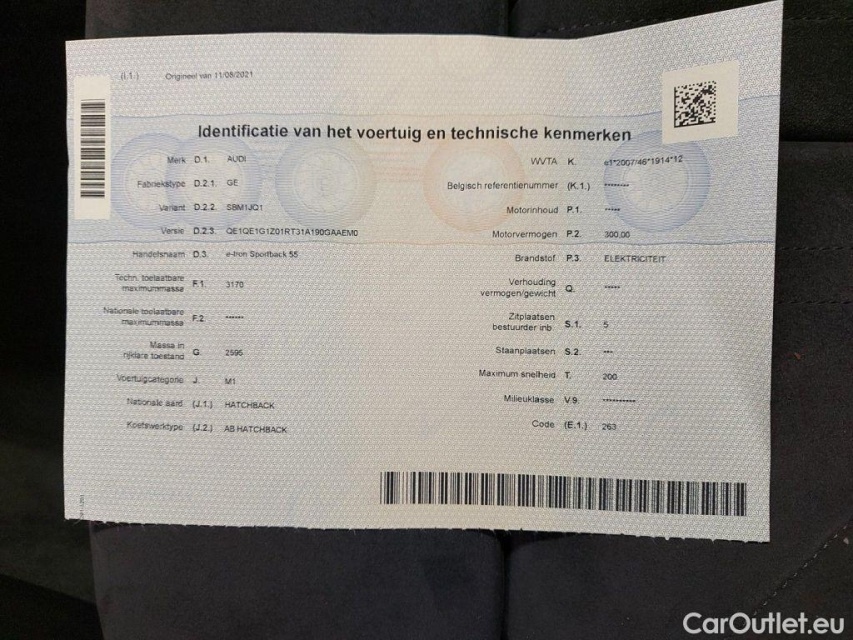 (I.1.) Origineel van 11/08/2021
Identificatie van het voertuig en technische kenmerken
Merk D.1. AUDI
Fabriekstype D.2.1. GE
Variant D.2.2. SBM1JQ1
Versie D.2.3. QE1QE1G1Z01RT31A190GAAEM0
Handelsnaam D.3. e-tron Sportback 55
Techn. toelaatbare
maximummassa F.1. 3170
Nationale toelaatbare
maximummassa F.2. ------
Massa in
rijklare toestand G. 2595
Voertuigcategorie J. M1
Nationale aard (J.1.) HATCHBACK
Koetswerktype (J.2.) AB HATCHBACK
WVTA K. e1*2007/46*1914*12
Belgisch referentienummer (K.1.) --------
Motorinhoud P.1. -----
Motorvermogen P.2. 300.00
Brandstof P.3. ELEKTRICITEIT
Verhouding
vermogen/gewicht Q. -----
Zitplaatsen
bestuurder inb. S.1. 5
Staanplaatsen S.2. ---
Maximum snelheid T. 200
Milieuklasse V.9. ----------
Code (E.1.) 263
CarOutlet.eu